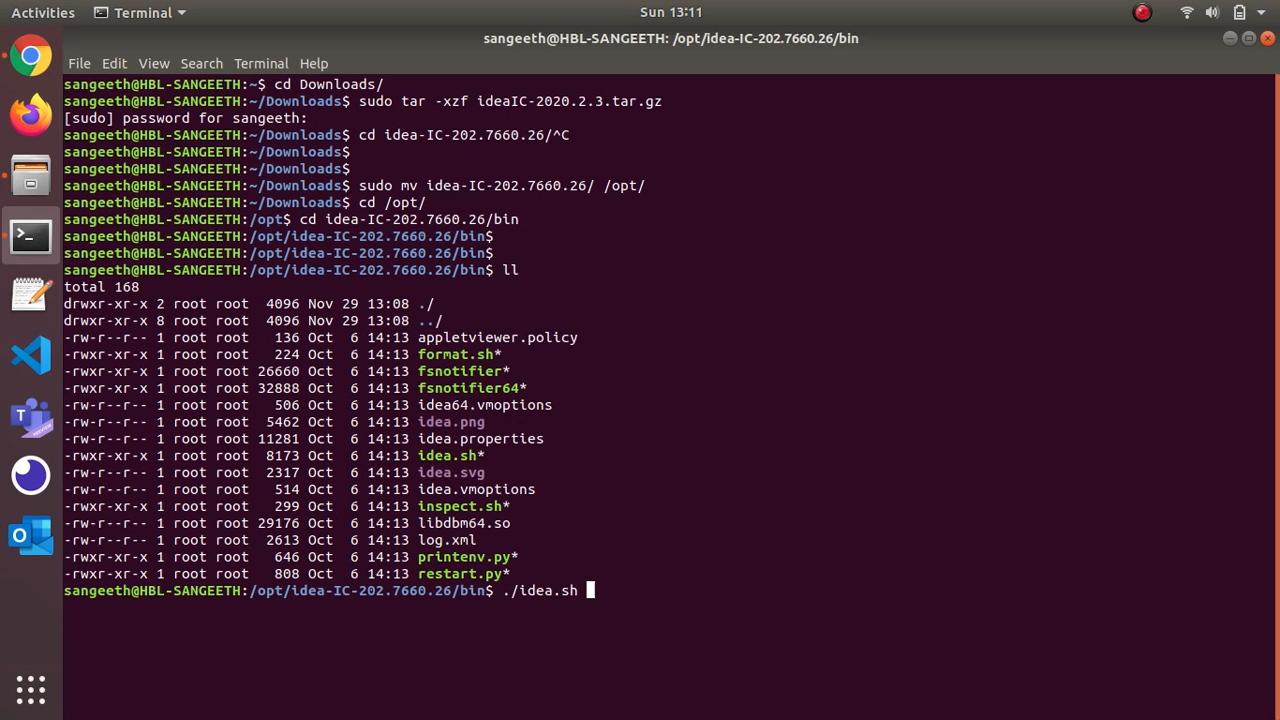 Activities Terminal Sun 13:11
sangeeth@HBL-SANGEETH: /opt/idea-IC-202.7660.26/bin
File Edit View Search Terminal Help
sangeeth@HBL-SANGEETH:~$ cd Downloads/
sangeeth@HBL-SANGEETH:~/Downloads$ sudo tar -xzf ideaIC-2020.2.3.tar.gz
[sudo] password for sangeeth:
sangeeth@HBL-SANGEETH:~/Downloads$ cd idea-IC-202.7660.26/^C
sangeeth@HBL-SANGEETH:~/Downloads$
sangeeth@HBL-SANGEETH:~/Downloads$
sangeeth@HBL-SANGEETH:~/Downloads$ sudo mv idea-IC-202.7660.26/ /opt/
sangeeth@HBL-SANGEETH:~/Downloads$ cd /opt/
sangeeth@HBL-SANGEETH:/opt$ cd idea-IC-202.7660.26/bin
sangeeth@HBL-SANGEETH:/opt/idea-IC-202.7660.26/bin$
sangeeth@HBL-SANGEETH:/opt/idea-IC-202.7660.26/bin$
sangeeth@HBL-SANGEETH:/opt/idea-IC-202.7660.26/bin$ ll
total 168
drwxr-xr-x 2 root root  4096 Nov 29 13:08 ./
drwxr-xr-x 8 root root  4096 Nov 29 13:08 ../
-rw-r--r-- 1 root root   136 Oct  6 14:13 appletviewer.policy
-rwxr-xr-x 1 root root   224 Oct  6 14:13 format.sh*
-rwxr-xr-x 1 root root 26660 Oct  6 14:13 fsnotifier*
-rwxr-xr-x 1 root root 32888 Oct  6 14:13 fsnotifier64*
-rw-r--r-- 1 root root   506 Oct  6 14:13 idea64.vmoptions
-rw-r--r-- 1 root root  5462 Oct  6 14:13 idea.png
-rw-r--r-- 1 root root 11281 Oct  6 14:13 idea.properties
-rwxr-xr-x 1 root root  8173 Oct  6 14:13 idea.sh*
-rw-r--r-- 1 root root  2317 Oct  6 14:13 idea.svg
-rw-r--r-- 1 root root   514 Oct  6 14:13 idea.vmoptions
-rwxr-xr-x 1 root root   299 Oct  6 14:13 inspect.sh*
-rw-r--r-- 1 root root 29176 Oct  6 14:13 libdbm64.so
-rw-r--r-- 1 root root  2613 Oct  6 14:13 log.xml
-rwxr-xr-x 1 root root   646 Oct  6 14:13 printenv.py*
-rwxr-xr-x 1 root root   808 Oct  6 14:13 restart.py*
sangeeth@HBL-SANGEETH:/opt/idea-IC-202.7660.26/bin$ ./idea.sh
T
PREVIEW
O